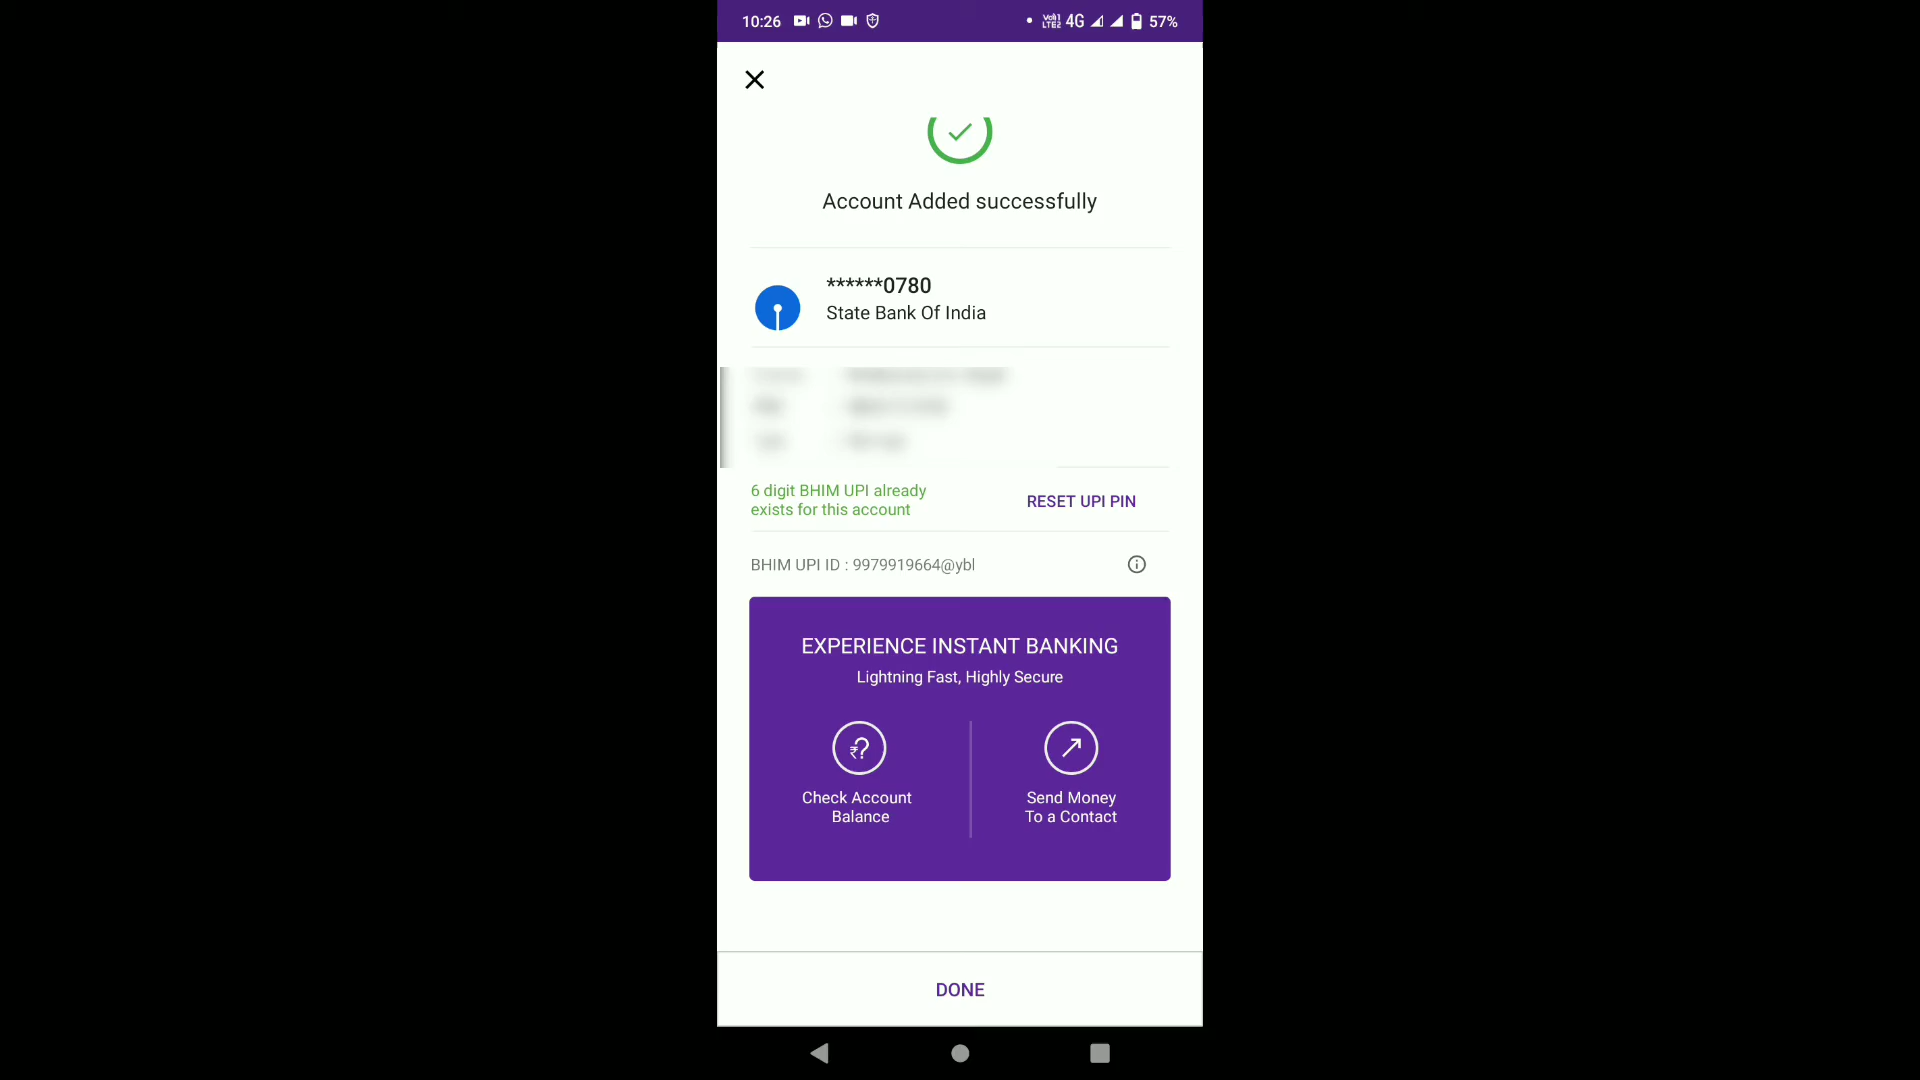 10:26 4G 57%
Account Added successfully
******0780
State Bank Of India
6 digit BHIM UPI already
exists for this account
RESET UPI PIN
BHIM UPI ID : 9979919664@ybl
EXPERIENCE INSTANT BANKING
Lightning Fast, Highly Secure
Check Account
Balance
Send Money
To a Contact
DONE